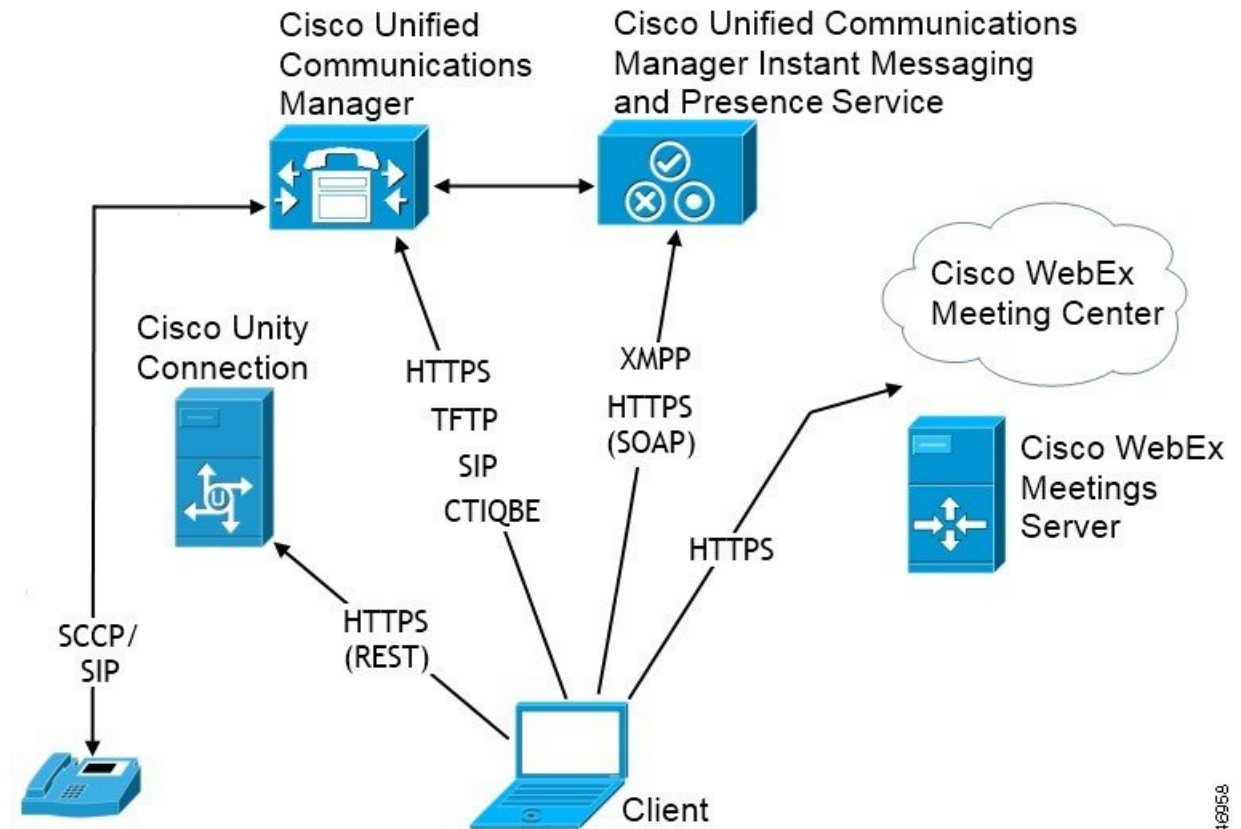 Cisco Unified
Communications
Manager
Cisco Unified Communications
Manager Instant Messaging
and Presence Service
Cisco WebEx
Meeting Center
Cisco Unity
Connection
U
HTTPS
TFTP
SIP
CTIQBE
XMPP
HTTPS
(SOAP)
Cisco WebEx
Meetings
Server
HTTPS
HTTPS
(REST)
SCCP/
SIP
Client